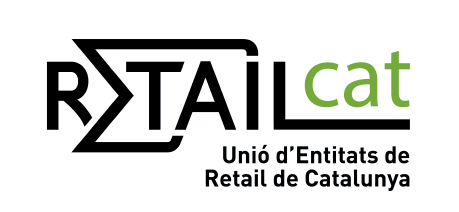 RETAILcat
Unió d'Entitats de
Retail de Catalunya